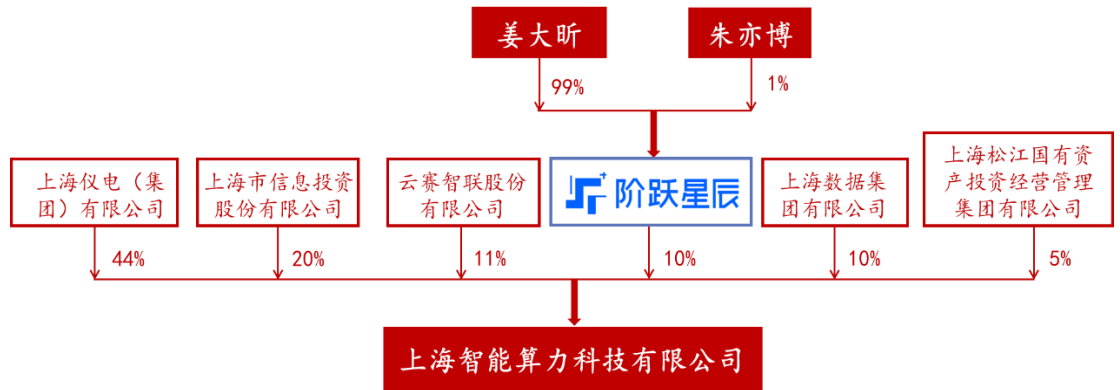 姜大昕
朱亦博
99%
1%
上海仪电（集
团）有限公司
上海市信息投资
股份有限公司
云赛智联股份
有限公司
阶跃星辰
上海数据集
团有限公司
上海松江国有资
产投资经营管理
集团有限公司
44%
20%
11%
10%
10%
5%
上海智能算力科技有限公司